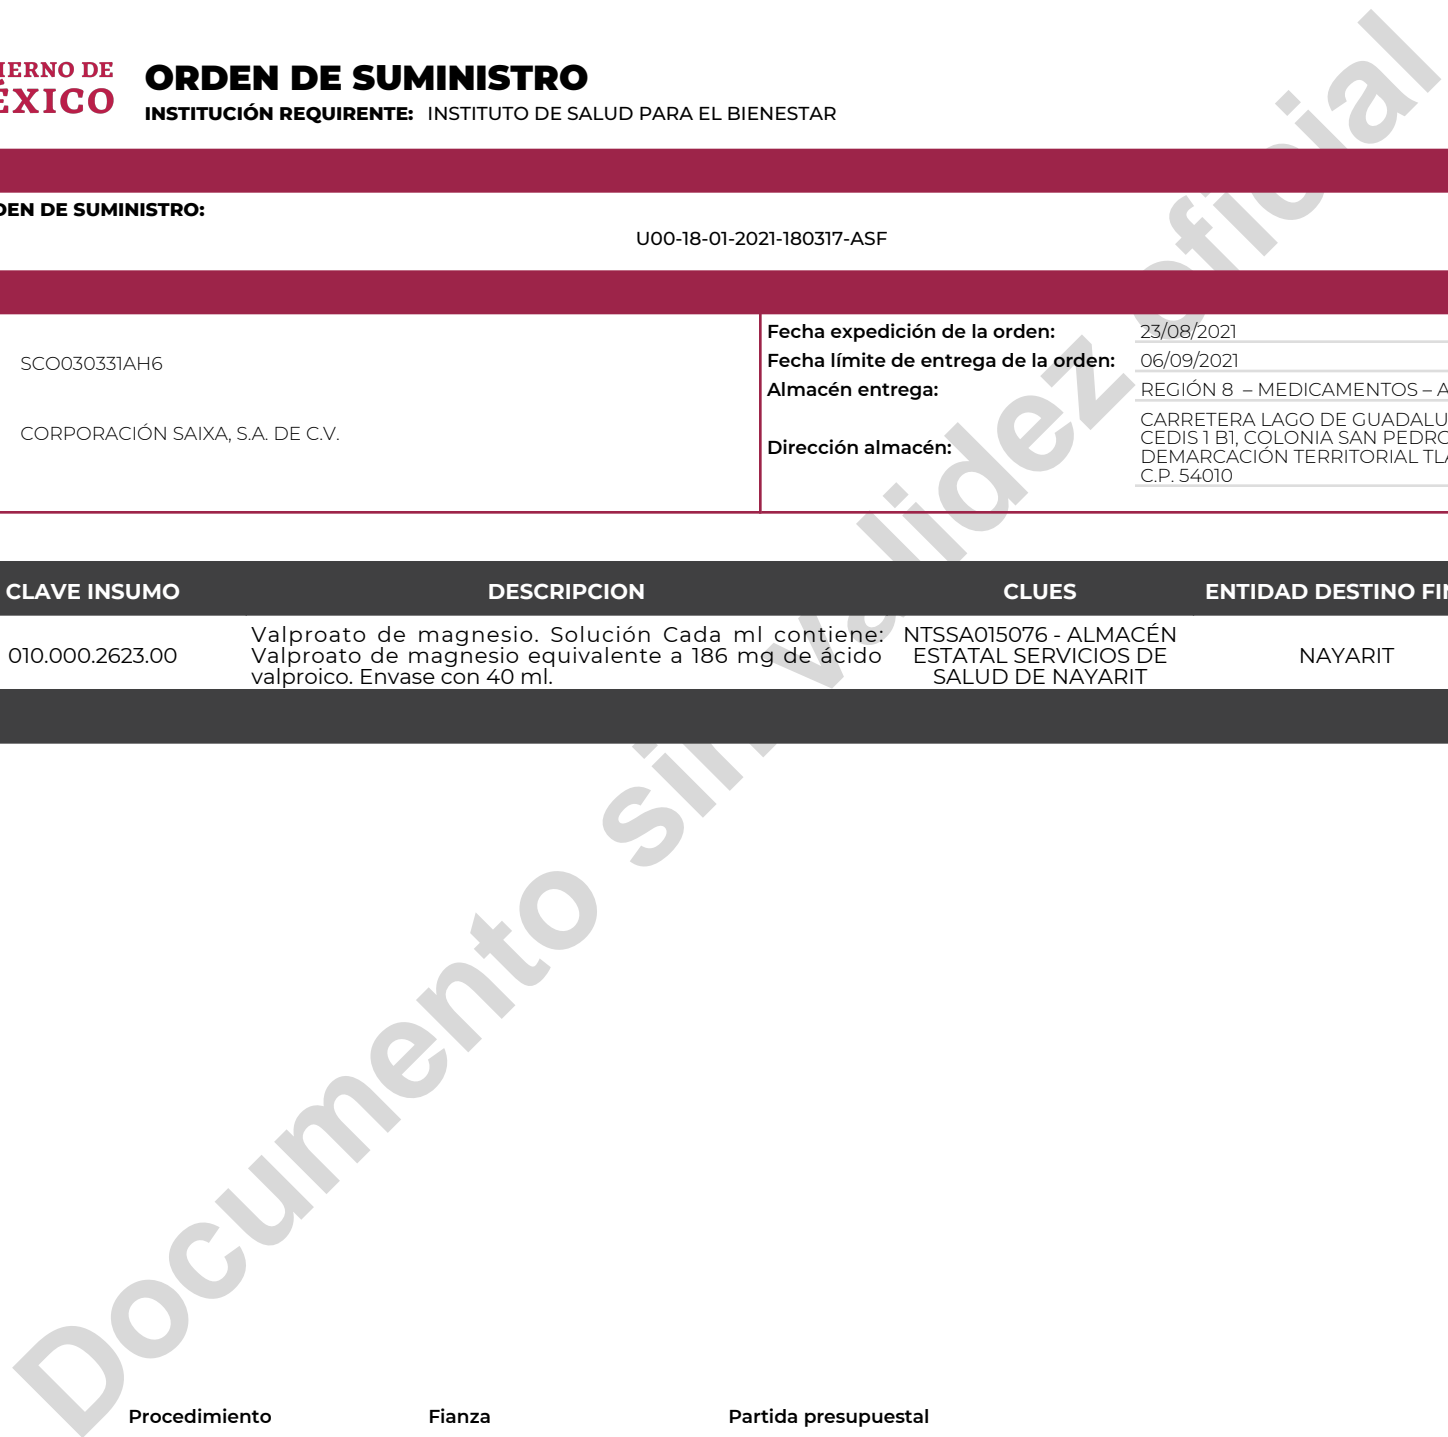 IERNO DE
ÉXICO
ORDEN DE SUMINISTRO
INSTITUCIÓN REQUIRENTE: INSTITUTO DE SALUD PARA EL BIENESTAR
DEN DE SUMINISTRO:
U00-18-01-2021-180317-ASF
SCO030331AH6
CORPORACIÓN SAIXA, S.A. DE C.V.
Fecha expedición de la orden: 23/08/2021
Fecha límite de entrega de la orden: 06/09/2021
Almacén entrega: REGIÓN 8 – MEDICAMENTOS – A
Dirección almacén:
CARRETERA LAGO DE GUADALU
CEDIS 1 B1, COLONIA SAN PEDRO
DEMARCACIÓN TERRITORIAL TLA
C.P. 54010
CLAVE INSUMO DESCRIPCION CLUES ENTIDAD DESTINO FIN
010.000.2623.00
Valproato de magnesio. Solución Cada ml contiene:
Valproato de magnesio equivalente a 186 mg de ácido
valproico. Envase con 40 ml.
NTSSA015076 - ALMACÉN
ESTATAL SERVICIOS DE
SALUD DE NAYARIT
NAYARIT
Documento sin validez oficial
Procedimiento Fianza Partida presupuestal